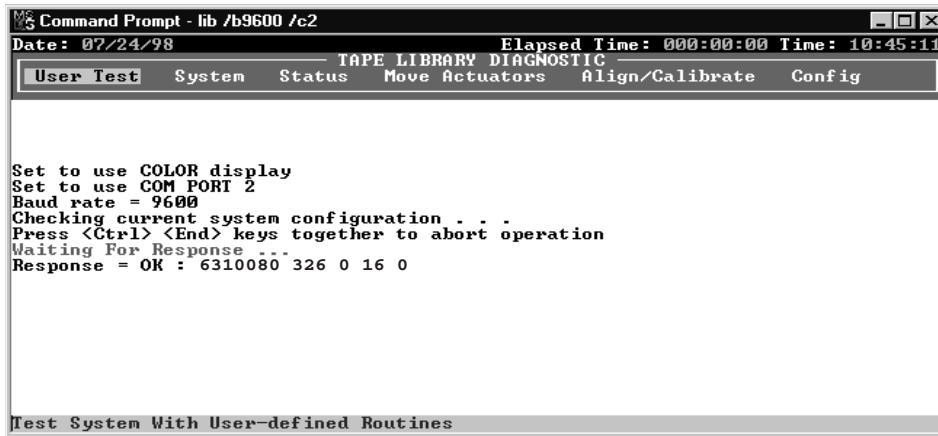 Command Prompt - lib /b9600 /c2
Date: 07/24/98 Elapsed Time: 000:00:00 Time: 10:45:11
TAPE LIBRARY DIAGNOSTIC
User Test System Status Move Actuators Align/Calibrate Config
Set to use COLOR display
Set to use COM PORT 2
Baud rate = 9600
Checking current system configuration . . .
Press <Ctrl> <End> keys together to abort operation
Waiting For Response ...
Response = OK : 6310080 326 0 16 0
Test System With User-defined Routines